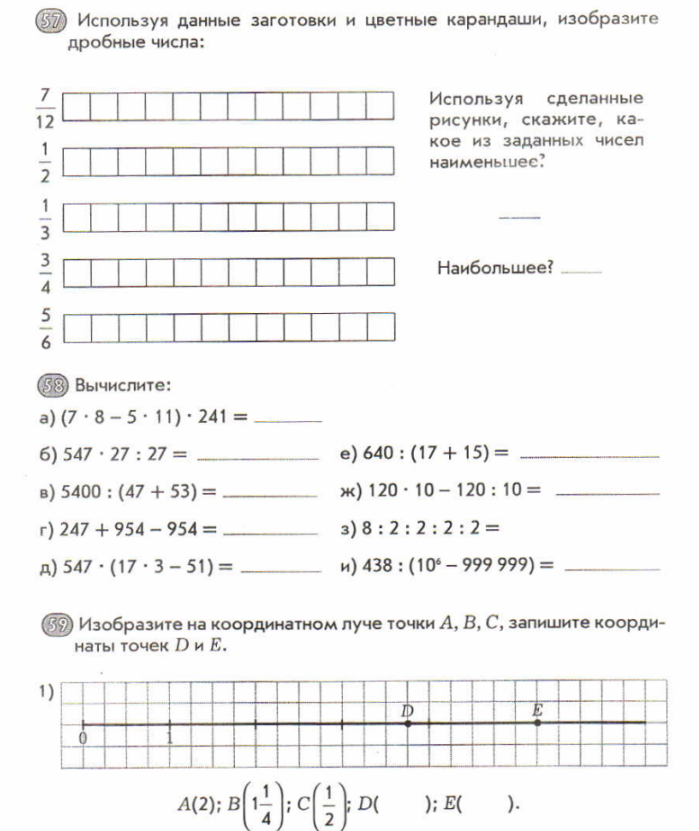 57 Используя данные заготовки и цветные карандаши, изобразите
дробные числа:
7/12
1/2
1/3
3/4
5/6
Используя сделанные
рисунки, скажите, ка-
кое из заданных чисел
наименьшее?
Наибольшее?
58 Вычислите:
а) (7 · 8 – 5 · 11) · 241 =
б) 547 · 27 : 27 =
е) 640 : (17 + 15) =
в) 5400 : (47 + 53) =
ж) 120 · 10 – 120 : 10 =
г) 247 + 954 – 954 =
з) 8 : 2 : 2 : 2 : 2 =
д) 547 · (17 · 3 – 51) =
и) 438 : (10⁶ – 999 999) =
59 Изобразите на координатном луче точки A, B, C, запишите коорди-
наты точек D и E.
1)
D E
0 1
A(2); B(1 1/4); C(1/2); D( ); E( ).